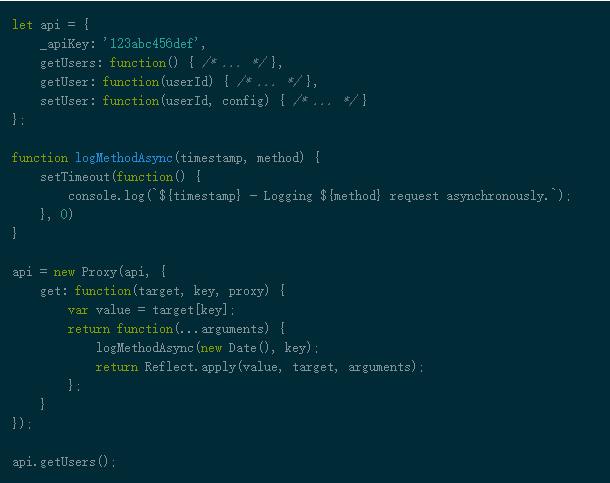 let api = {
    _apiKey: '123abc456def',
    getUsers: function() { /* ... */ },
    getUser: function(userId) { /* ... */ },
    setUser: function(userId, config) { /* ... */ }
};

function logMethodAsync(timestamp, method) {
    setTimeout(function() {
        console.log(`${timestamp} - Logging ${method} request asynchronously.`);
    }, 0)
}

api = new Proxy(api, {
    get: function(target, key, proxy) {
        var value = target[key];
        return function(...arguments) {
            logMethodAsync(new Date(), key);
            return Reflect.apply(value, target, arguments);
        };
    }
});

api.getUsers();